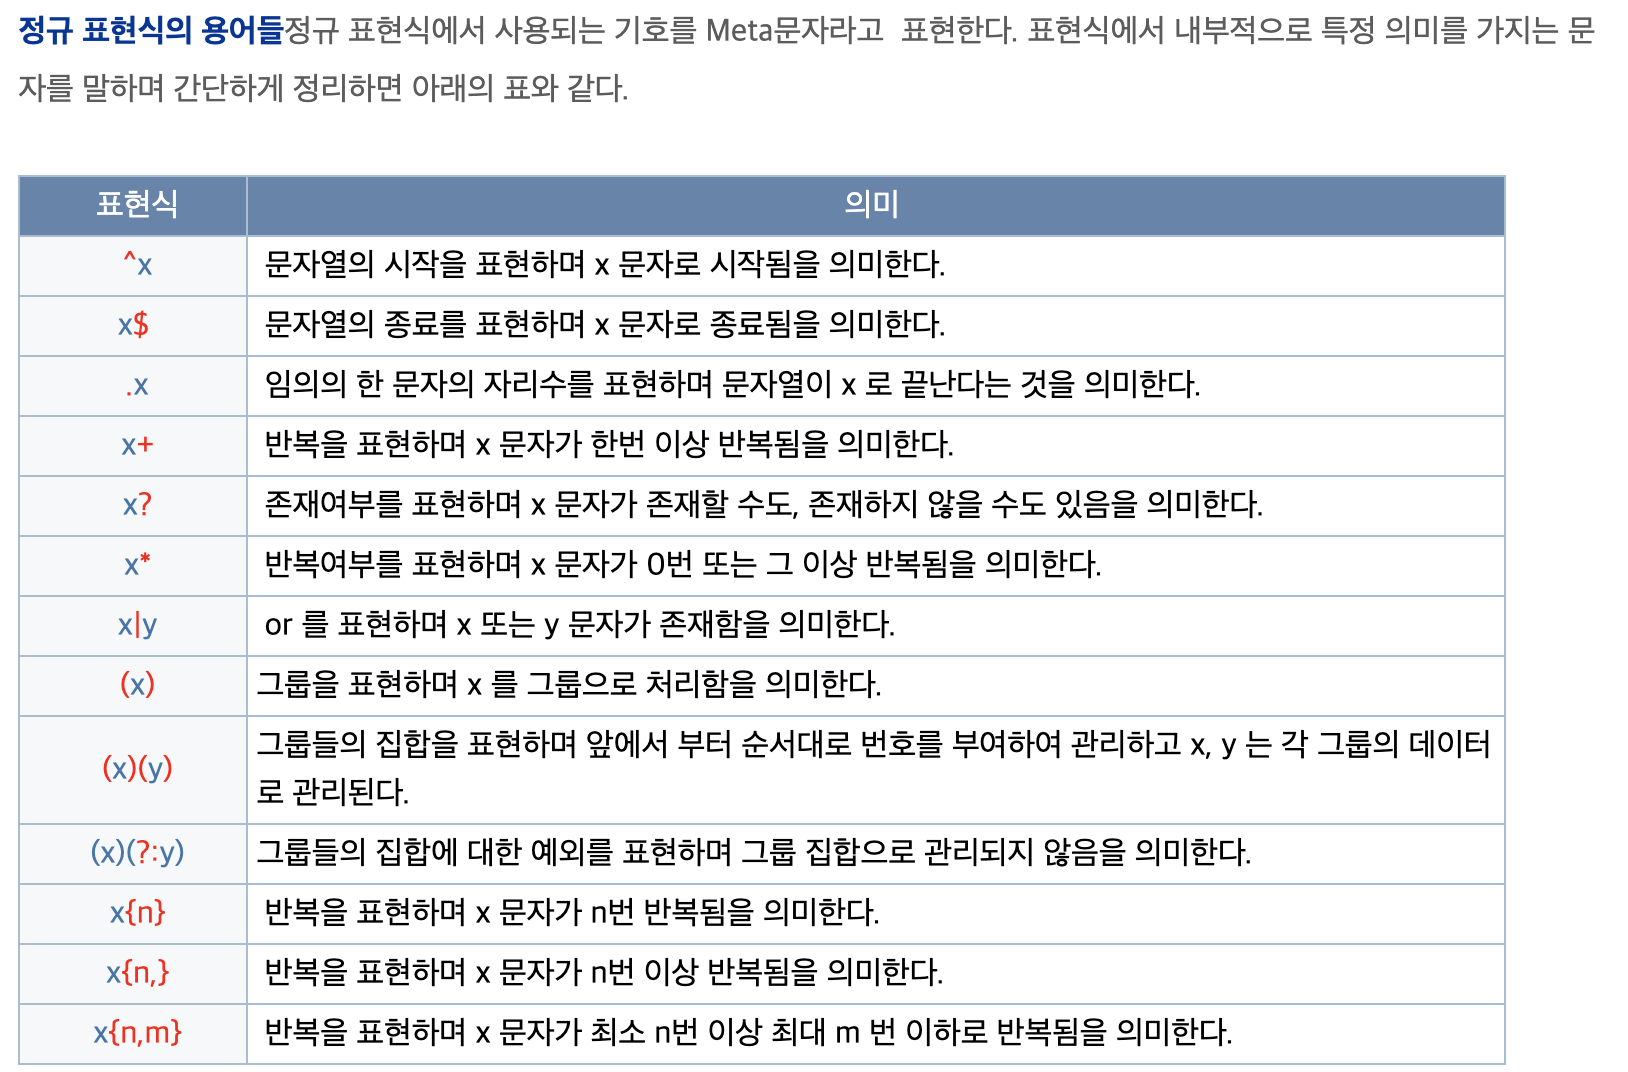 정규 표현식의 용어들정규 표현식에서 사용되는 기호를 Meta문자라고 표현한다. 표현식에서 내부적으로 특정 의미를 가지는 문
자를 말하며 간단하게 정리하면 아래의 표와 같다.
표현식 의미
^x 문자열의 시작을 표현하며 x 문자로 시작됨을 의미한다.
x$ 문자열의 종료를 표현하며 x 문자로 종료됨을 의미한다.
.x 임의의 한 문자의 자리수를 표현하며 문자열이 x 로 끝난다는 것을 의미한다.
x+ 반복을 표현하며 x 문자가 한번 이상 반복됨을 의미한다.
x? 존재여부를 표현하며 x 문자가 존재할 수도, 존재하지 않을 수도 있음을 의미한다.
x* 반복여부를 표현하며 x 문자가 0번 또는 그 이상 반복됨을 의미한다.
x|y or 를 표현하며 x 또는 y 문자가 존재함을 의미한다.
(x) 그룹을 표현하며 x 를 그룹으로 처리함을 의미한다.
(x)(y) 그룹들의 집합을 표현하며 앞에서 부터 순서대로 번호를 부여하여 관리하고 x, y 는 각 그룹의 데이터
로 관리된다.
(x)(?:y) 그룹들의 집합에 대한 예외를 표현하며 그룹 집합으로 관리되지 않음을 의미한다.
x{n} 반복을 표현하며 x 문자가 n번 반복됨을 의미한다.
x{n,} 반복을 표현하며 x 문자가 n번 이상 반복됨을 의미한다.
x{n,m} 반복을 표현하며 x 문자가 최소 n번 이상 최대 m 번 이하로 반복됨을 의미한다.